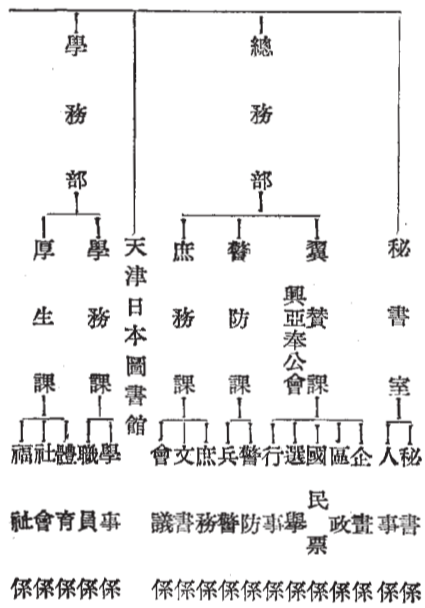 秘書室
秘書係
人事係
總務部
翼賛課
興亞奉公會
企畫係
區政係
國民票係
選擧係
行事係
警防課
警防係
兵警係
庶務課
庶務係
文書係
會議係
天津日本圖書館
學務部
學務課
學事係
職員係
厚生課
體育係
社會係
福祉係